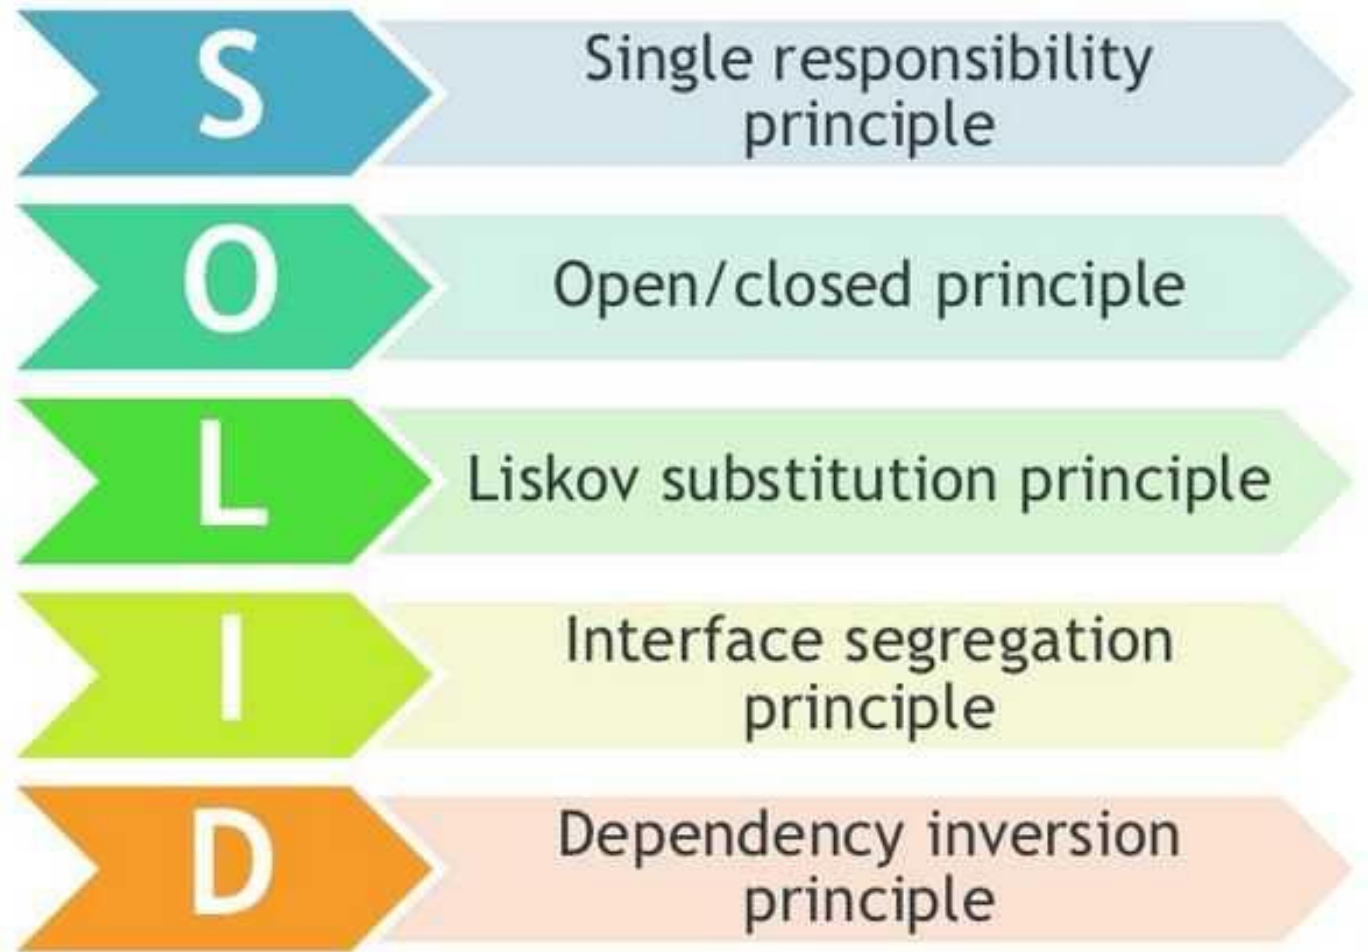 S
Single responsibility
principle
O
Open/closed principle
L
Liskov substitution principle
I
Interface segregation
principle
D
Dependency inversion
principle